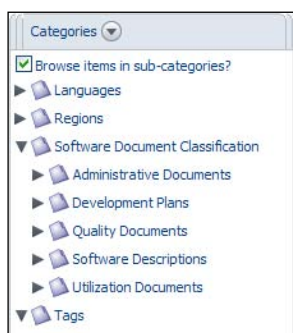 Categories
Browse items in sub-categories?
Languages
Regions
Software Document Classification
Administrative Documents
Development Plans
Quality Documents
Software Descriptions
Utilization Documents
Tags